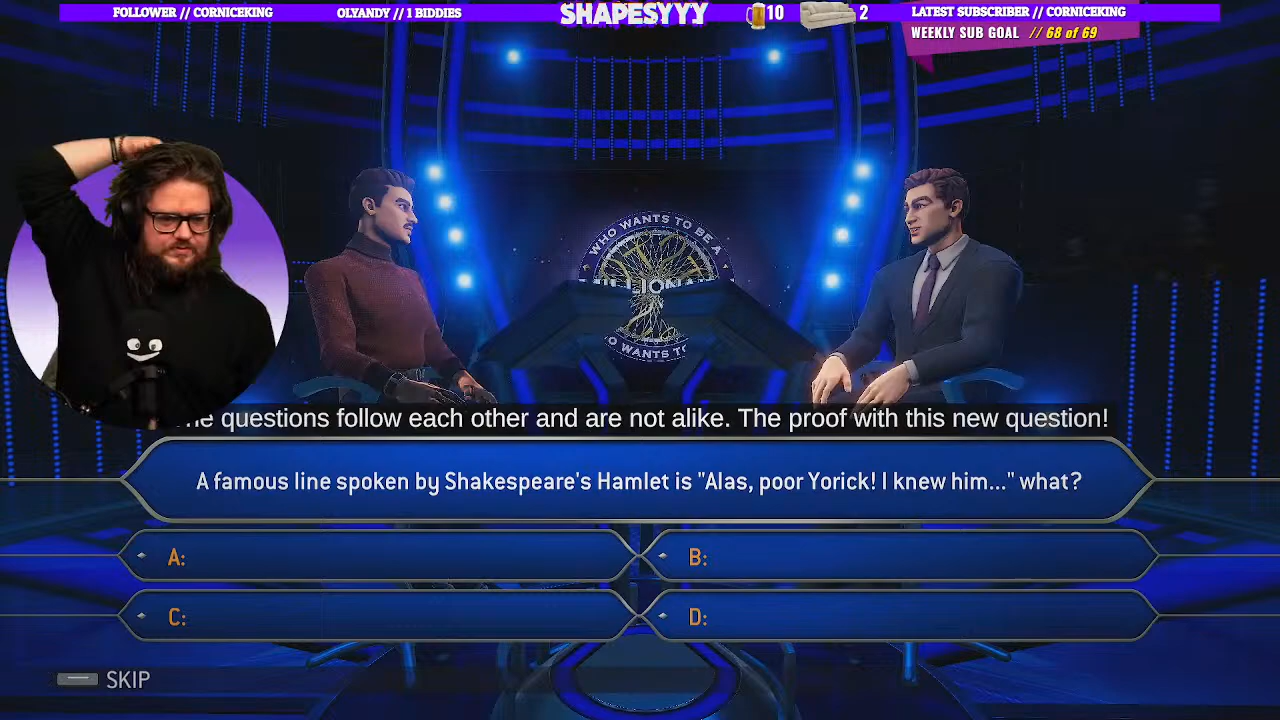 FOLLOWER // CORNICEKING
OLYANDY // 1 BIDDIES
SHAPESYYY
10
2
LATEST SUBSCRIBER // CORNICEKING
WEEKLY SUB GOAL // 68 of 69
WHO WANTS TO BE A
O WANTS TO
questions follow each other and are not alike. The proof with this new question!
A famous line spoken by Shakespeare's Hamlet is "Alas, poor Yorick! I knew him..." what?
A:
B:
C:
D:
SKIP